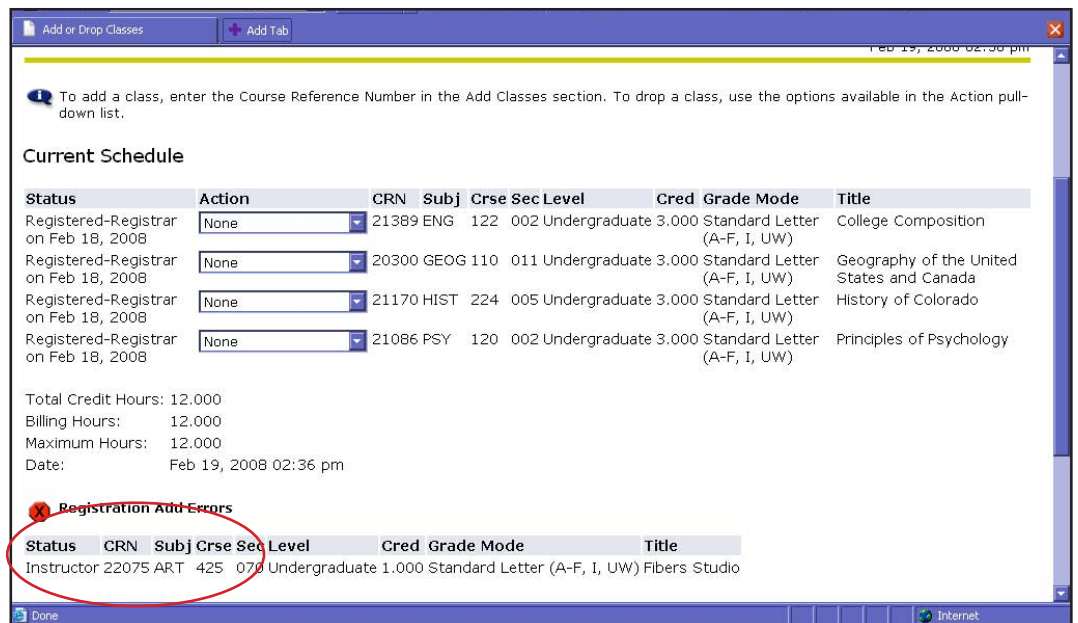 Add or Drop Classes Add Tab
Feb 19, 2008 02:36 pm
To add a class, enter the Course Reference Number in the Add Classes section. To drop a class, use the options available in the Action pull-
down list.
Current Schedule
Status Action CRN Subj Crse Sec Level Cred Grade Mode Title
Registered-Registrar None 21389 ENG 122 002 Undergraduate 3.000 Standard Letter College Composition
on Feb 18, 2008 (A-F, I, UW)
Registered-Registrar None 20300 GEOG 110 011 Undergraduate 3.000 Standard Letter Geography of the United
on Feb 18, 2008 (A-F, I, UW) States and Canada
Registered-Registrar None 21170 HIST 224 005 Undergraduate 3.000 Standard Letter History of Colorado
on Feb 18, 2008 (A-F, I, UW)
Registered-Registrar None 21086 PSY 120 002 Undergraduate 3.000 Standard Letter Principles of Psychology
on Feb 18, 2008 (A-F, I, UW)
Total Credit Hours: 12.000
Billing Hours: 12.000
Maximum Hours: 12.000
Date: Feb 19, 2008 02:36 pm
Registration Add Errors
Status CRN Subj Crse Sec Level Cred Grade Mode Title
Instructor 22075 ART 425 070 Undergraduate 1.000 Standard Letter (A-F, I, UW) Fibers Studio
Done Internet